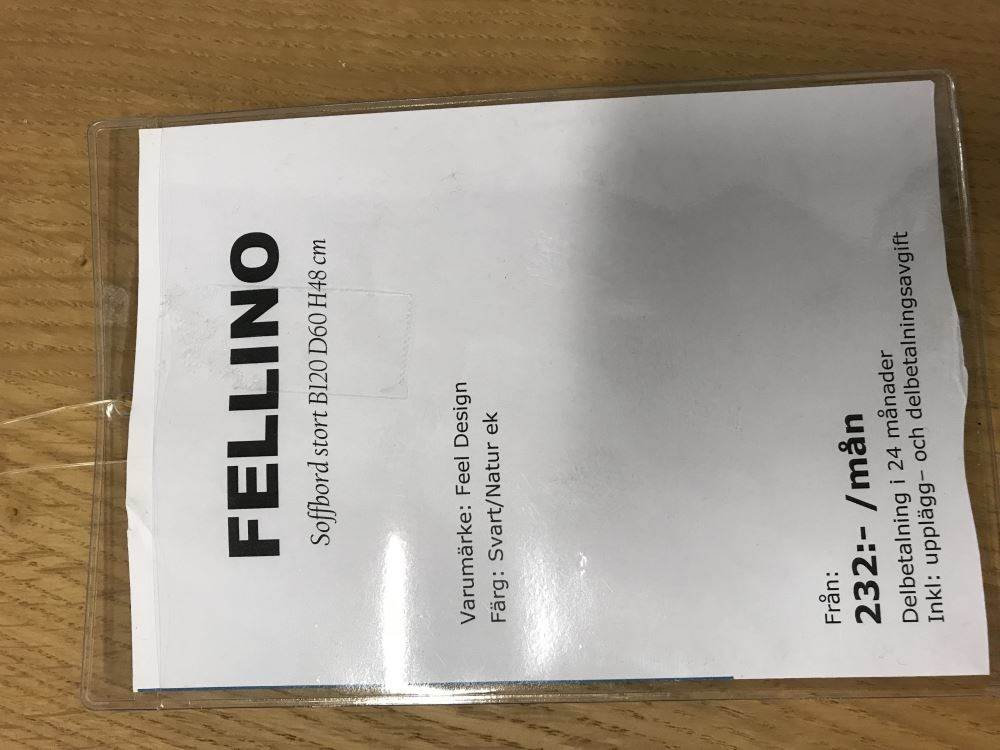 FELLINO
Soffbord stort B120 D60 H48 cm
Varumärke: Feel Design
Färg: Svart/Natur ek
Från:
232:- /mån
Delbetalning i 24 månader
Inkl: upplägg- och delbetalningsavgift